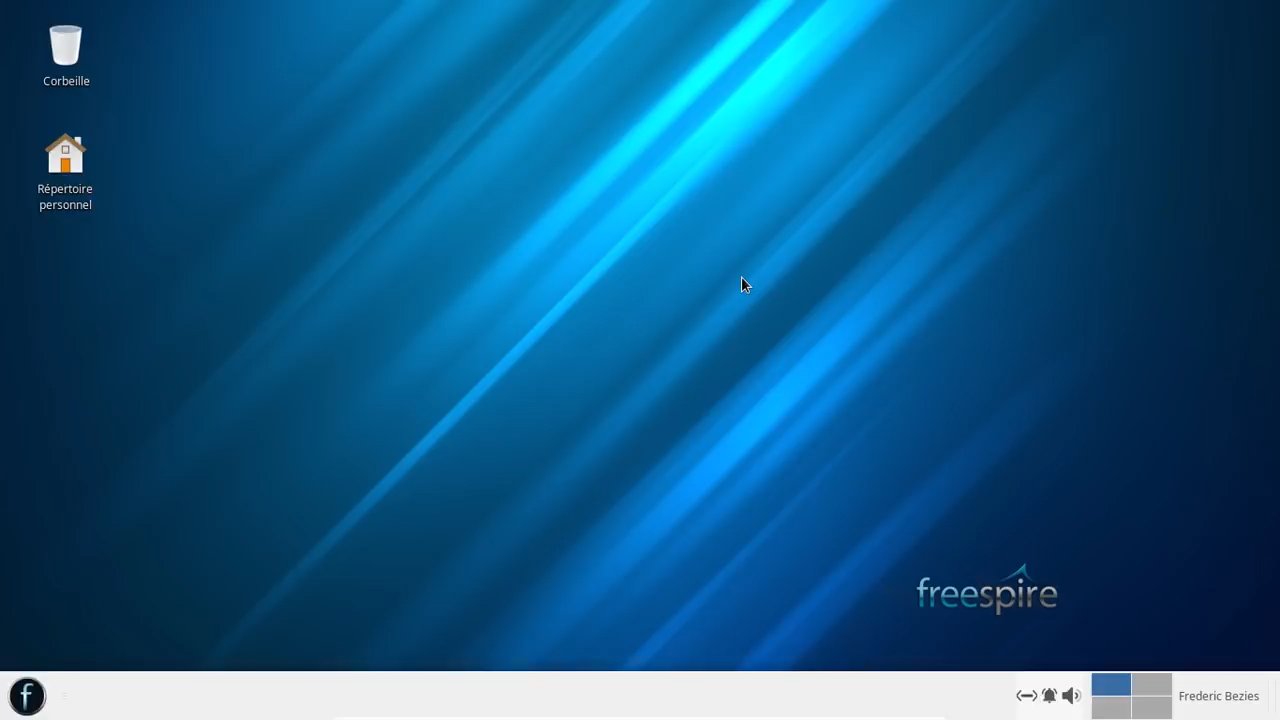 Corbeille
Répertoire
personnel
freespire
f
Frederic Bezies